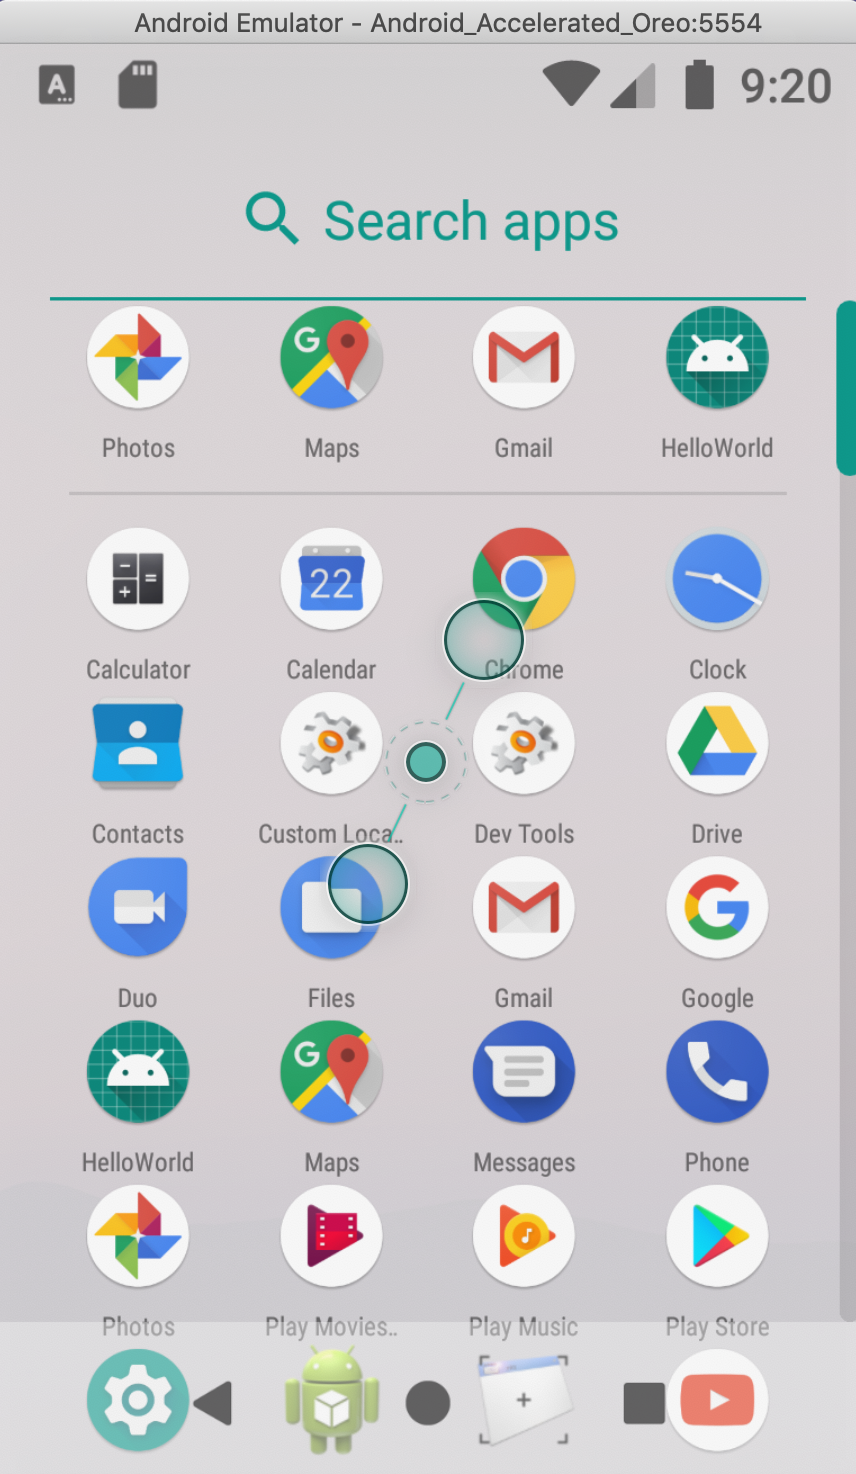 Android Emulator - Android_Accelerated_Oreo:5554
A 9:20
Search apps
G
Photos Maps Gmail HelloWorld
22
Calculator Calendar Chrome Clock
Contacts Custom Loca.. Dev Tools Drive
G
Duo Files Gmail Google
G
HelloWorld Maps Messages Phone
Photos Play Movies.. Play Music Play Store